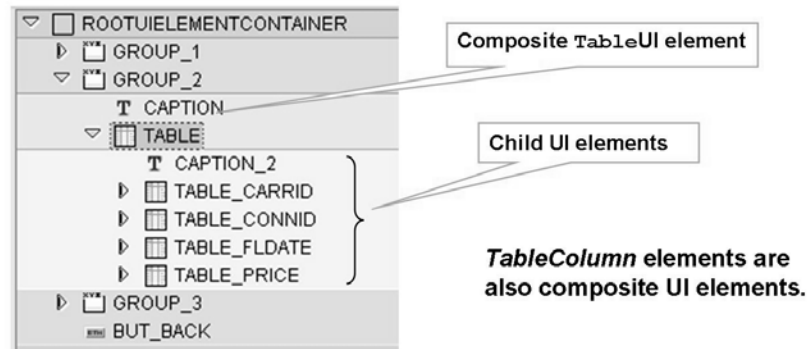 ROOTUIELEMENTCONTAINER
GROUP_1
GROUP_2
T CAPTION
TABLE
T CAPTION_2
TABLE_CARRID
TABLE_CONNID
TABLE_FLDATE
TABLE_PRICE
GROUP_3
BUT_BACK
Composite TableUI element
Child UI elements
TableColumn elements are
also composite UI elements.